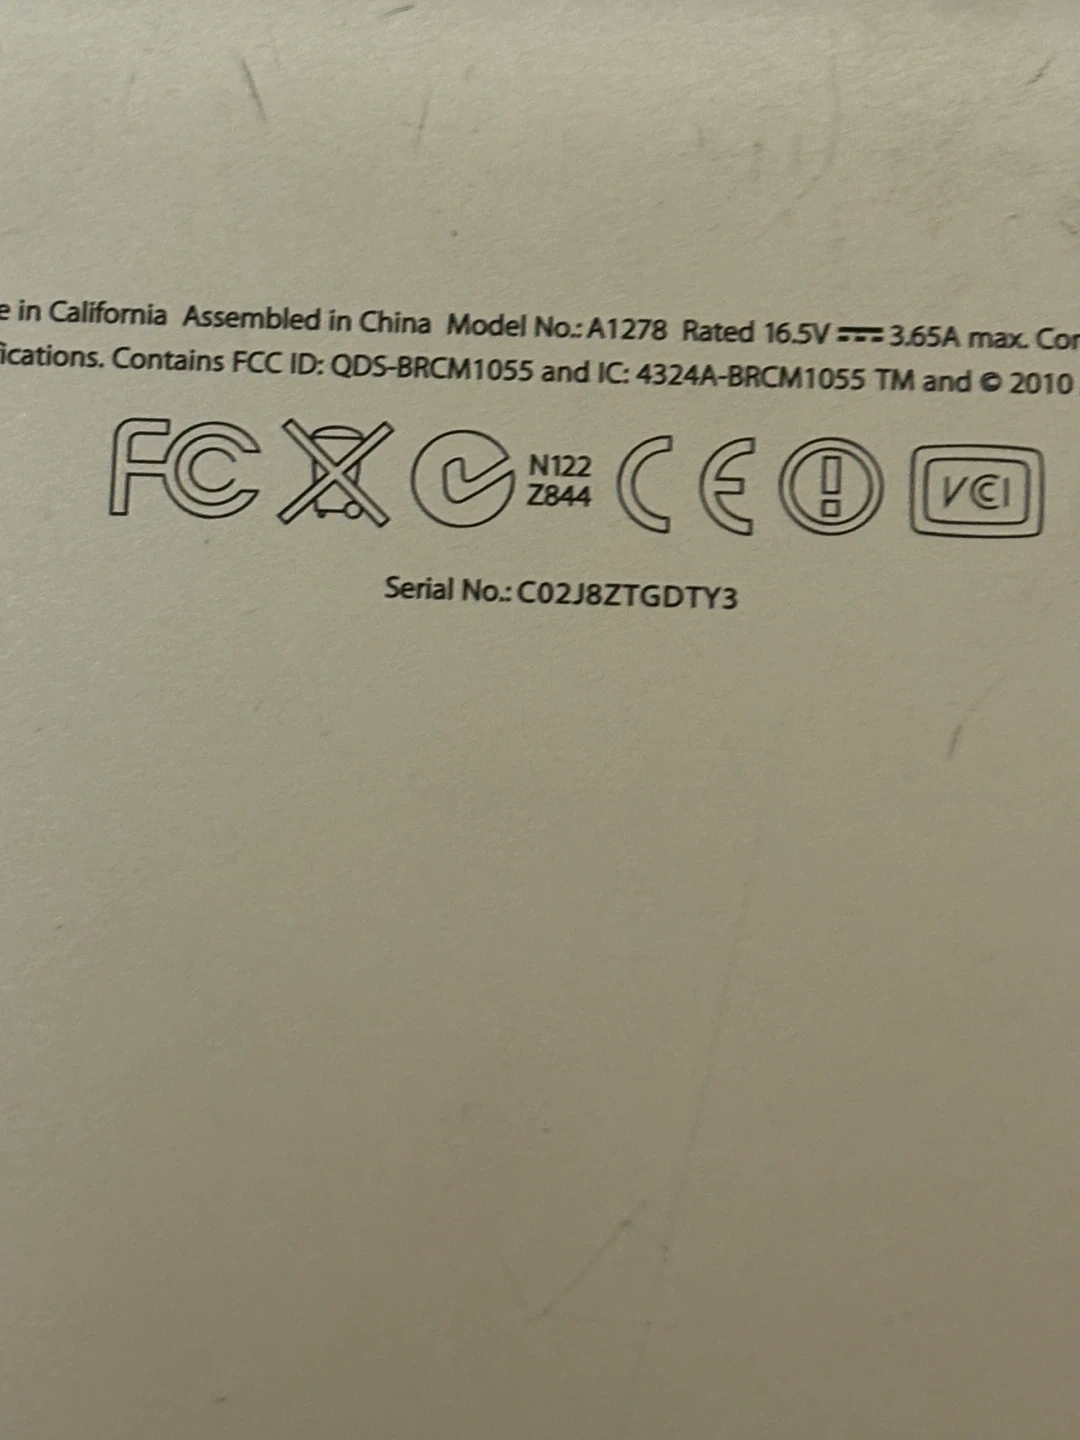 e in California Assembled in China Model No.: A1278 Rated 16.5V ⎓ 3.65A max. Cor
ications. Contains FCC ID: QDS-BRCM1055 and IC: 4324A-BRCM1055 TM and © 2010
FC N122 CE VCI
Z844
Serial No.: C02J8ZTGDTY3